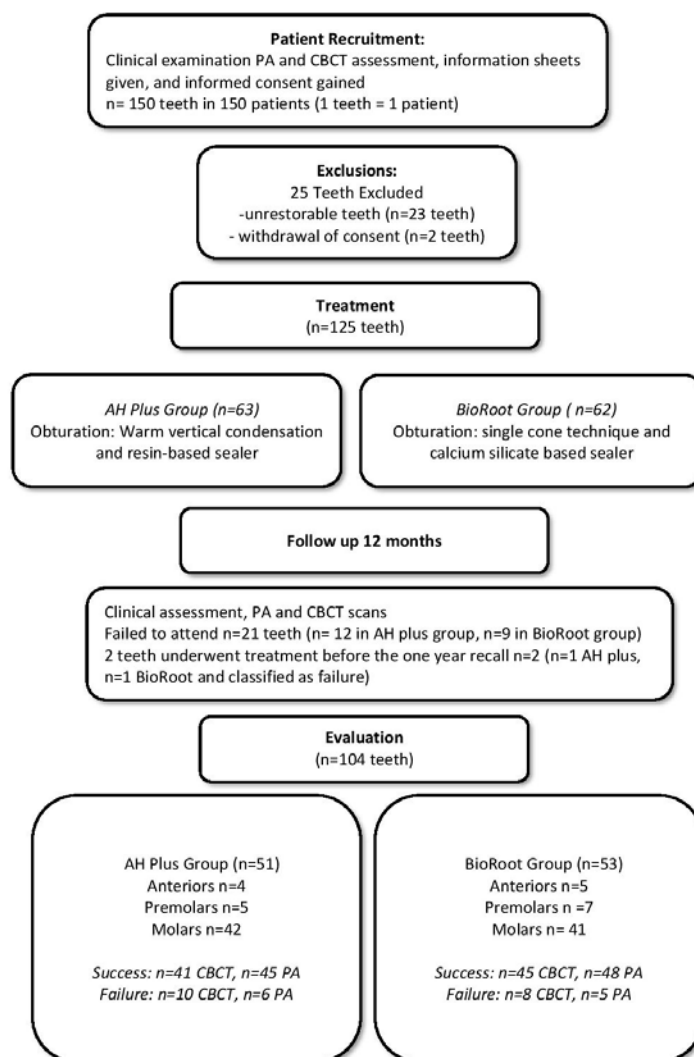 Patient Recruitment:
Clinical examination PA and CBCT assessment, information sheets
given, and informed consent gained
n= 150 teeth in 150 patients (1 teeth = 1 patient)
Exclusions:
25 Teeth Excluded
-unrestorable teeth (n=23 teeth)
- withdrawal of consent (n=2 teeth)
Treatment
(n=125 teeth)
AH Plus Group (n=63)
Obturation: Warm vertical condensation
and resin-based sealer
BioRoot Group ( n=62)
Obturation: single cone technique and
calcium silicate based sealer
Follow up 12 months
Clinical assessment, PA and CBCT scans
Failed to attend n=21 teeth (n= 12 in AH plus group, n=9 in BioRoot group)
2 teeth underwent treatment before the one year recall n=2 (n=1 AH plus,
n=1 BioRoot and classified as failure)
Evaluation
(n=104 teeth)
AH Plus Group (n=51)
Anteriors n=4
Premolars n=5
Molars n=42
Success: n=41 CBCT, n=45 PA
Failure: n=10 CBCT, n=6 PA
BioRoot Group (n=53)
Anteriors n=5
Premolars n =7
Molars n=41
Success: n=45 CBCT, n=48 PA
Failure: n=8 CBCT, n=5 PA